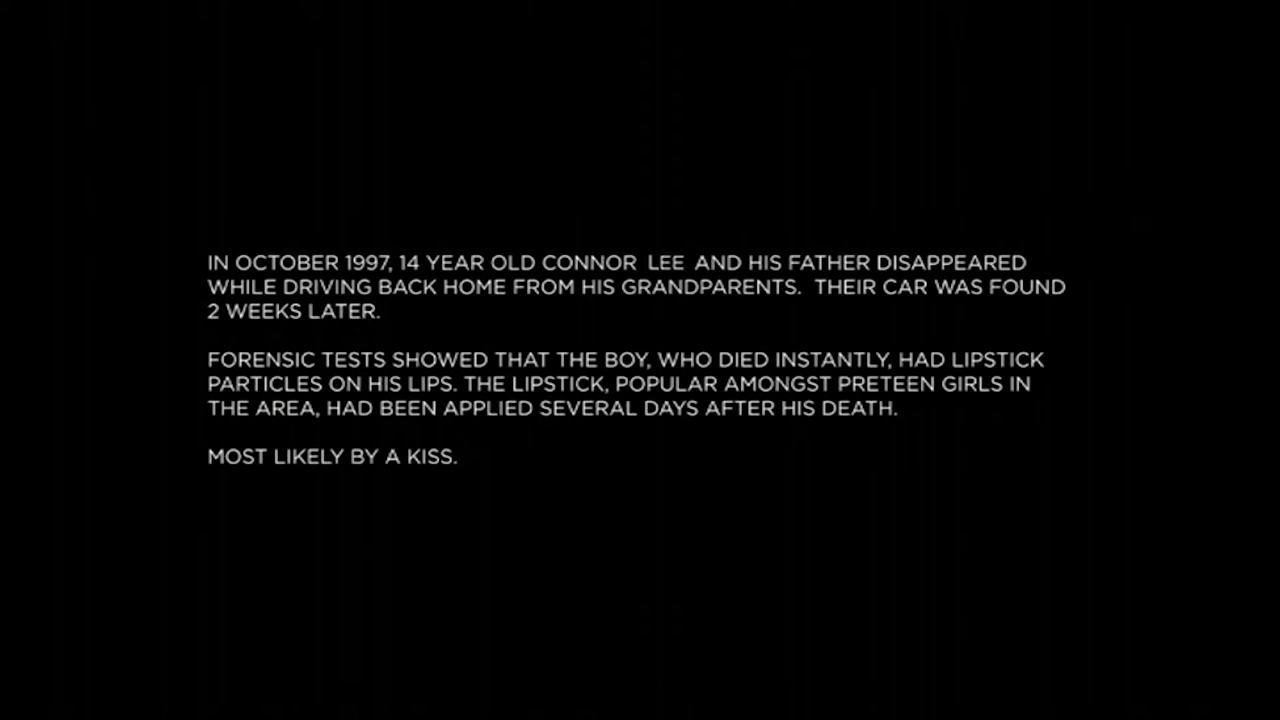 IN OCTOBER 1997, 14 YEAR OLD CONNOR LEE AND HIS FATHER DISAPPEARED
WHILE DRIVING BACK HOME FROM HIS GRANDPARENTS. THEIR CAR WAS FOUND
2 WEEKS LATER.
FORENSIC TESTS SHOWED THAT THE BOY, WHO DIED INSTANTLY, HAD LIPSTICK
PARTICLES ON HIS LIPS. THE LIPSTICK, POPULAR AMONGST PRETEEN GIRLS IN
THE AREA, HAD BEEN APPLIED SEVERAL DAYS AFTER HIS DEATH.
MOST LIKELY BY A KISS.